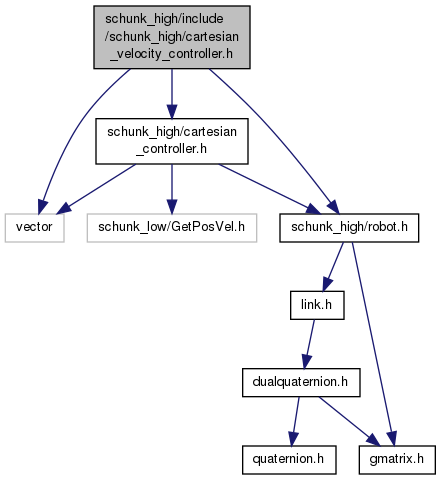 schunk_high/include
/schunk_high/cartesian
_velocity_controller.h
schunk_high/cartesian
_controller.h
vector
schunk_low/GetPosVel.h
schunk_high/robot.h
link.h
dualquaternion.h
quaternion.h
gmatrix.h